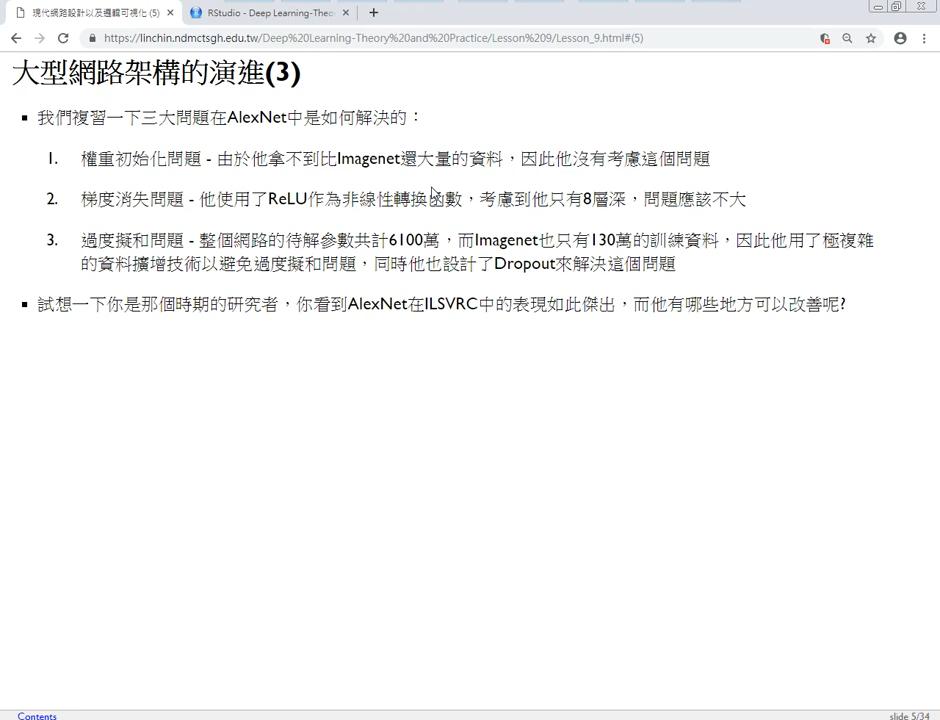 現代網路設計以及邏輯可視化 (5)
RStudio - Deep Learning-Theo
https://linchin.ndmctsgh.edu.tw/Deep%20Learning-Theory%20and%20Practice/Lesson%209/Lesson_9.html#(5)
大型網路架構的演進(3)
我們複習一下三大問題在AlexNet中是如何解決的：
1. 權重初始化問題 - 由於他拿不到比Imagenet還大量的資料，因此他沒有考慮這個問題
2. 梯度消失問題 - 他使用了ReLU作為非線性轉換函數，考慮到他只有8層深，問題應該不大
3. 過度擬和問題 - 整個網路的待解參數共計6100萬，而Imagenet也只有130萬的訓練資料，因此他用了極複雜
的資料擴增技術以避免過度擬和問題，同時他也設計了Dropout來解決這個問題
試想一下你是那個時期的研究者，你看到AlexNet在ILSVRC中的表現如此傑出，而他有哪些地方可以改善呢?
Contents
slide 5/34